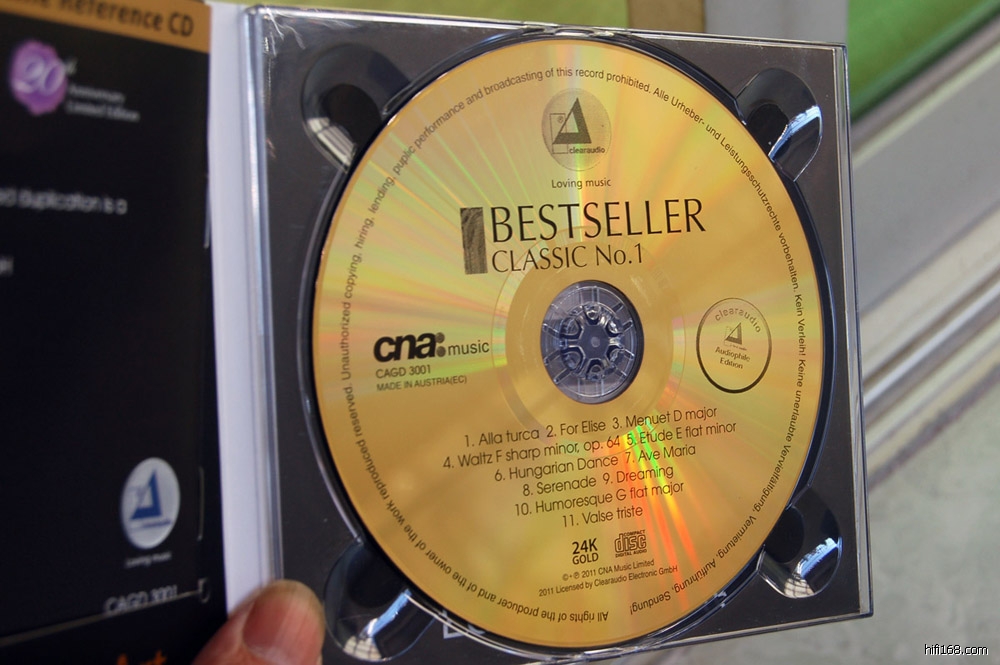 Reference CD
20
Anniversary
Limited Edition
duplication is a
Loving music
CAGD 3001
All rights of the producer and of the owner of the work reproduced reserved. Unauthorized copying, hiring, lending, puplic performance and broadcasting of this record prohibited. Alle Urheber- und Leistungsschutzrechte vorbehalten. Kein Verleih! Keine unerlaubte Vervielfältigung, Vermietung, Aufführung, Sendung!
clearaudio
Loving music
BESTSELLER
CLASSIC No.1
cna:music
CAGD 3001
MADE IN AUSTRIA(EC)
clearaudio
Audiophile
Edition
1. Alla turca 2. For Elise 3. Menuet D major
4. Waltz F sharp minor, op. 64 5. Etude E flat minor
6. Hungarian Dance 7. Ave Maria
8. Serenade 9. Dreaming
10. Humoresque G flat major
11. Valse triste
24K
GOLD
COMPACT
disc
DIGITAL AUDIO
©+℗ 2011 CNA Music Limited
2011 Licensed by Clearaudio Electronic GmbH
hifi168.com